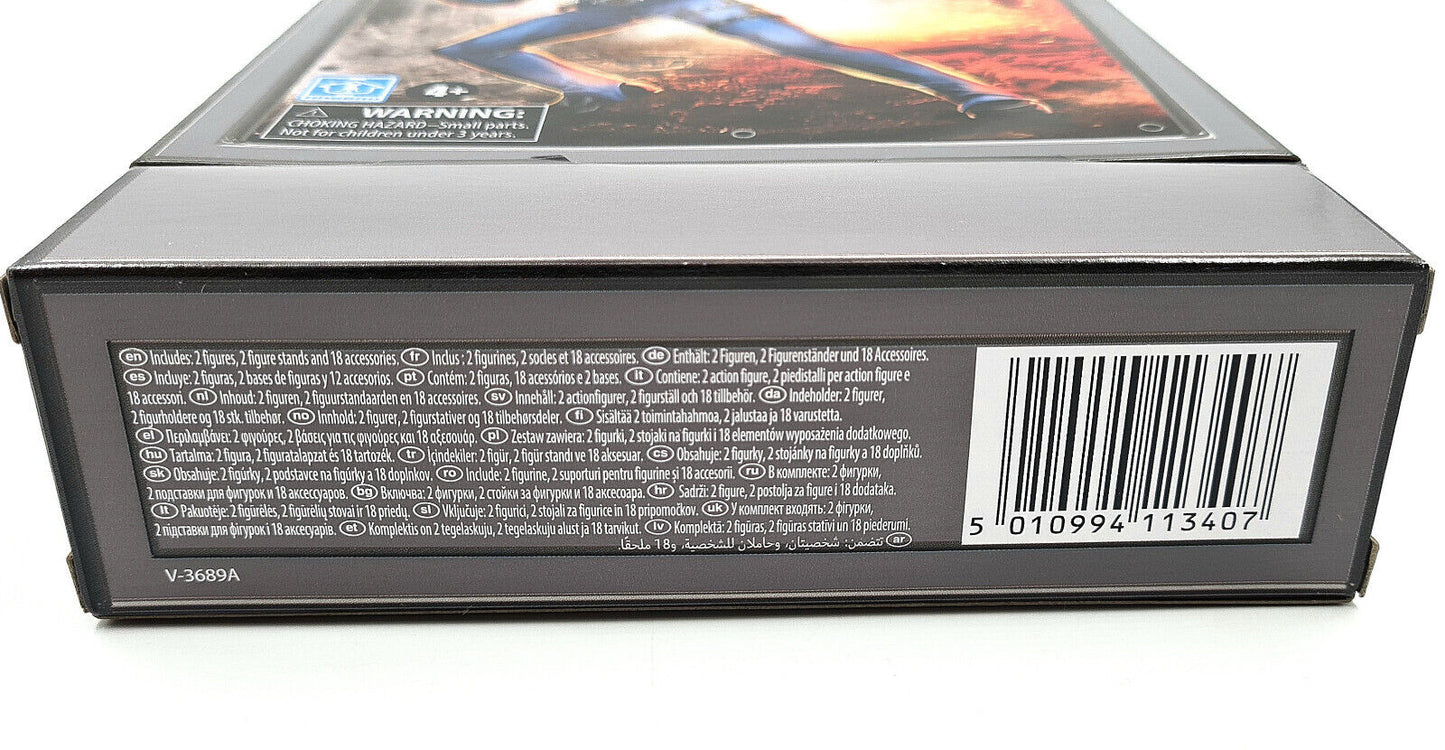 4+
⚠ WARNING:
CHOKING HAZARD—Small parts.
Not for children under 3 years.
en Includes: 2 figures, 2 figure stands and 18 accessories. fr Inclus : 2 figurines, 2 socles et 18 accessoires. de Enthält: 2 Figuren, 2 Figurenständer und 18 Accessoires.
es Incluye: 2 figuras, 2 bases de figuras y 12 accesorios. pt Contém: 2 figuras, 18 acessórios e 2 bases. it Contiene: 2 action figure, 2 piedistalli per action figure e
18 accessori. nl Inhoud: 2 figuren, 2 figuurstandaarden en 18 accessoires. sv Innehåll: 2 actionfigurer, 2 figurställ och 18 tillbehör. da Indeholder: 2 figurer,
2 figurholdere og 18 stk. tilbehør. no Innhold: 2 figurer, 2 figurstativer og 18 tilbehørsdeler. fi Sisältää 2 toimintahahmoa, 2 jalustaa ja 18 varustetta.
el Περιλαμβάνει: 2 φιγούρες, 2 βάσεις για τις φιγούρες και 18 αξεσουάρ. pl Zestaw zawiera: 2 figurki, 2 stojaki na figurki i 18 elementów wyposażenia dodatkowego.
hu Tartalma: 2 figura, 2 figuratalapzat és 18 tartozék. tr İçindekiler: 2 figür, 2 figür standı ve 18 aksesuar. cs Obsahuje: 2 figurky, 2 stojánky na figurky a 18 doplňků.
sk Obsahuje: 2 figúrky, 2 podstavce na figúrky a 18 doplnkov. ro Include: 2 figurine, 2 suporturi pentru figurine și 18 accesorii. ru В комплекте: 2 фигурки,
2 подставки для фигурок и 18 аксессуаров. bg Включва: 2 фигурки, 2 стойки за фигурки и 18 аксесоара. hr Sadrži: 2 figure, 2 postolja za figure i 18 dodataka.
lt Pakuotėje: 2 figūrėlės, 2 figūrėlių stovai ir 18 priedų. sl Vključuje: 2 figurici, 2 stojali za figurice in 18 pripomočkov. uk У комплект входять: 2 фігурки,
2 підставки для фігурок і 18 аксесуарів. et Komplektis on 2 tegelaskuju, 2 tegelaskuju alust ja 18 tarvikut. lv Komplektā: 2 figūras, 2 figūras statīvi un 18 piederumi.
ar تتضمن: شخصيتان، وحاملان للشخصية، و18 ملحقًا.
5 010994 113407
V-3689A